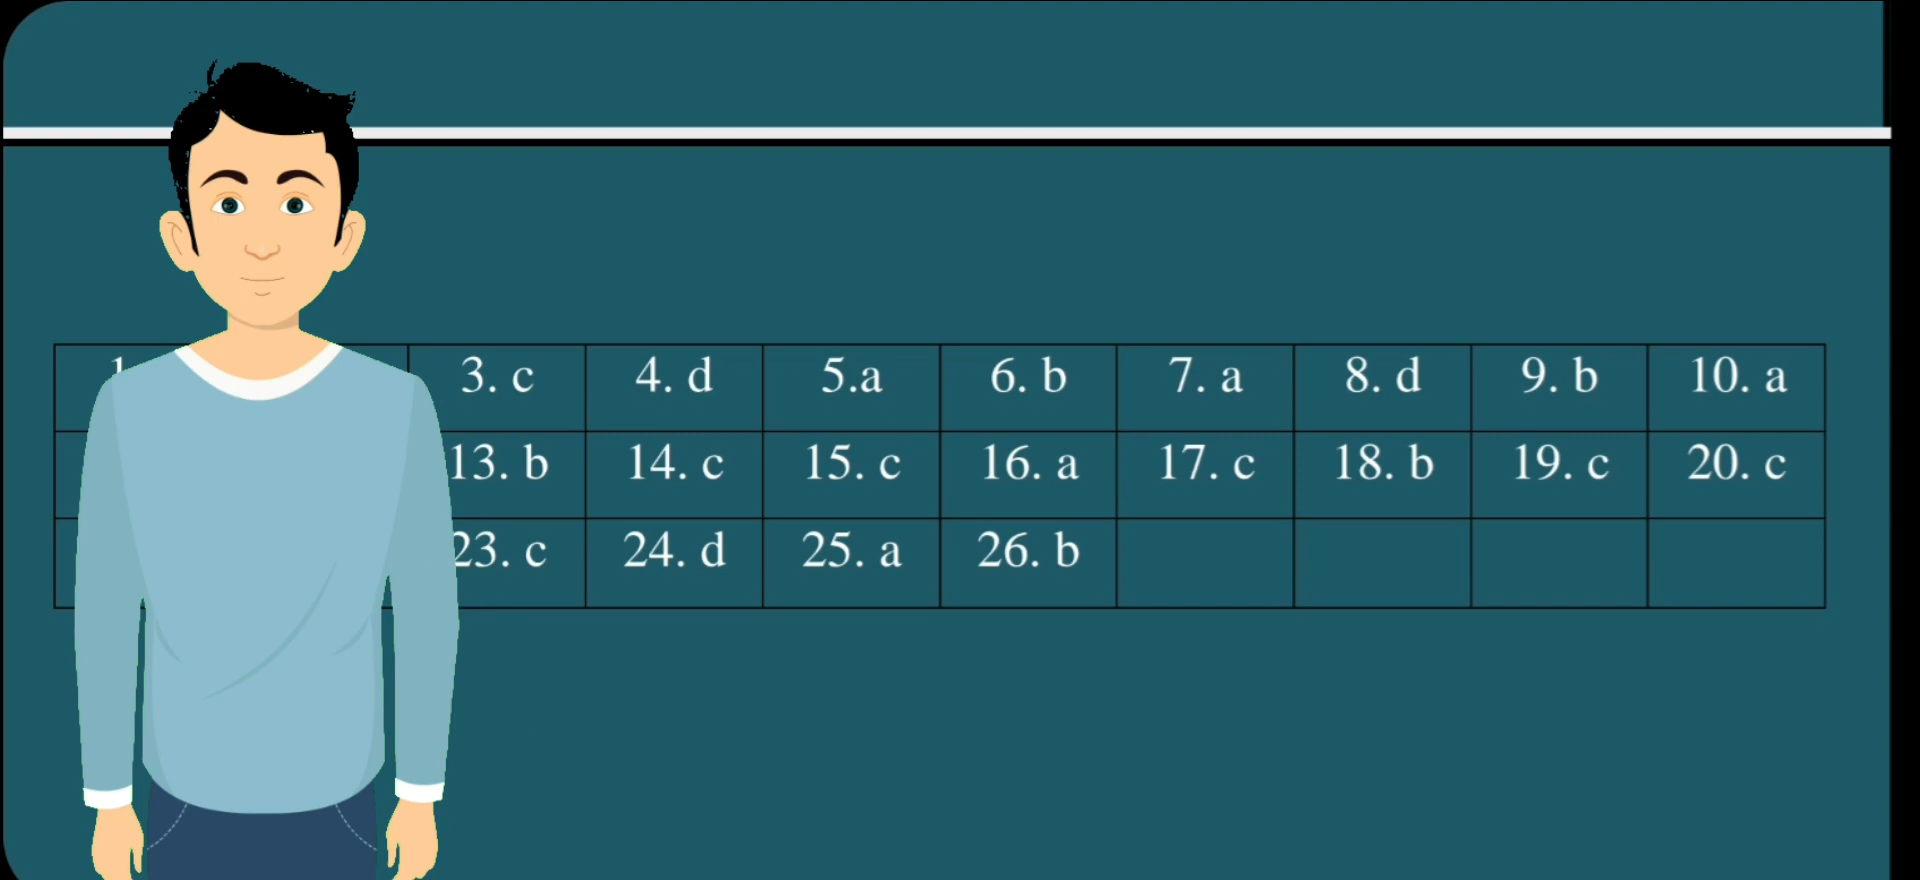 1. 3. c 4. d 5.a 6. b 7. a 8. d 9. b 10. a
13. b 14. c 15. c 16. a 17. c 18. b 19. c 20. c
23. c 24. d 25. a 26. b